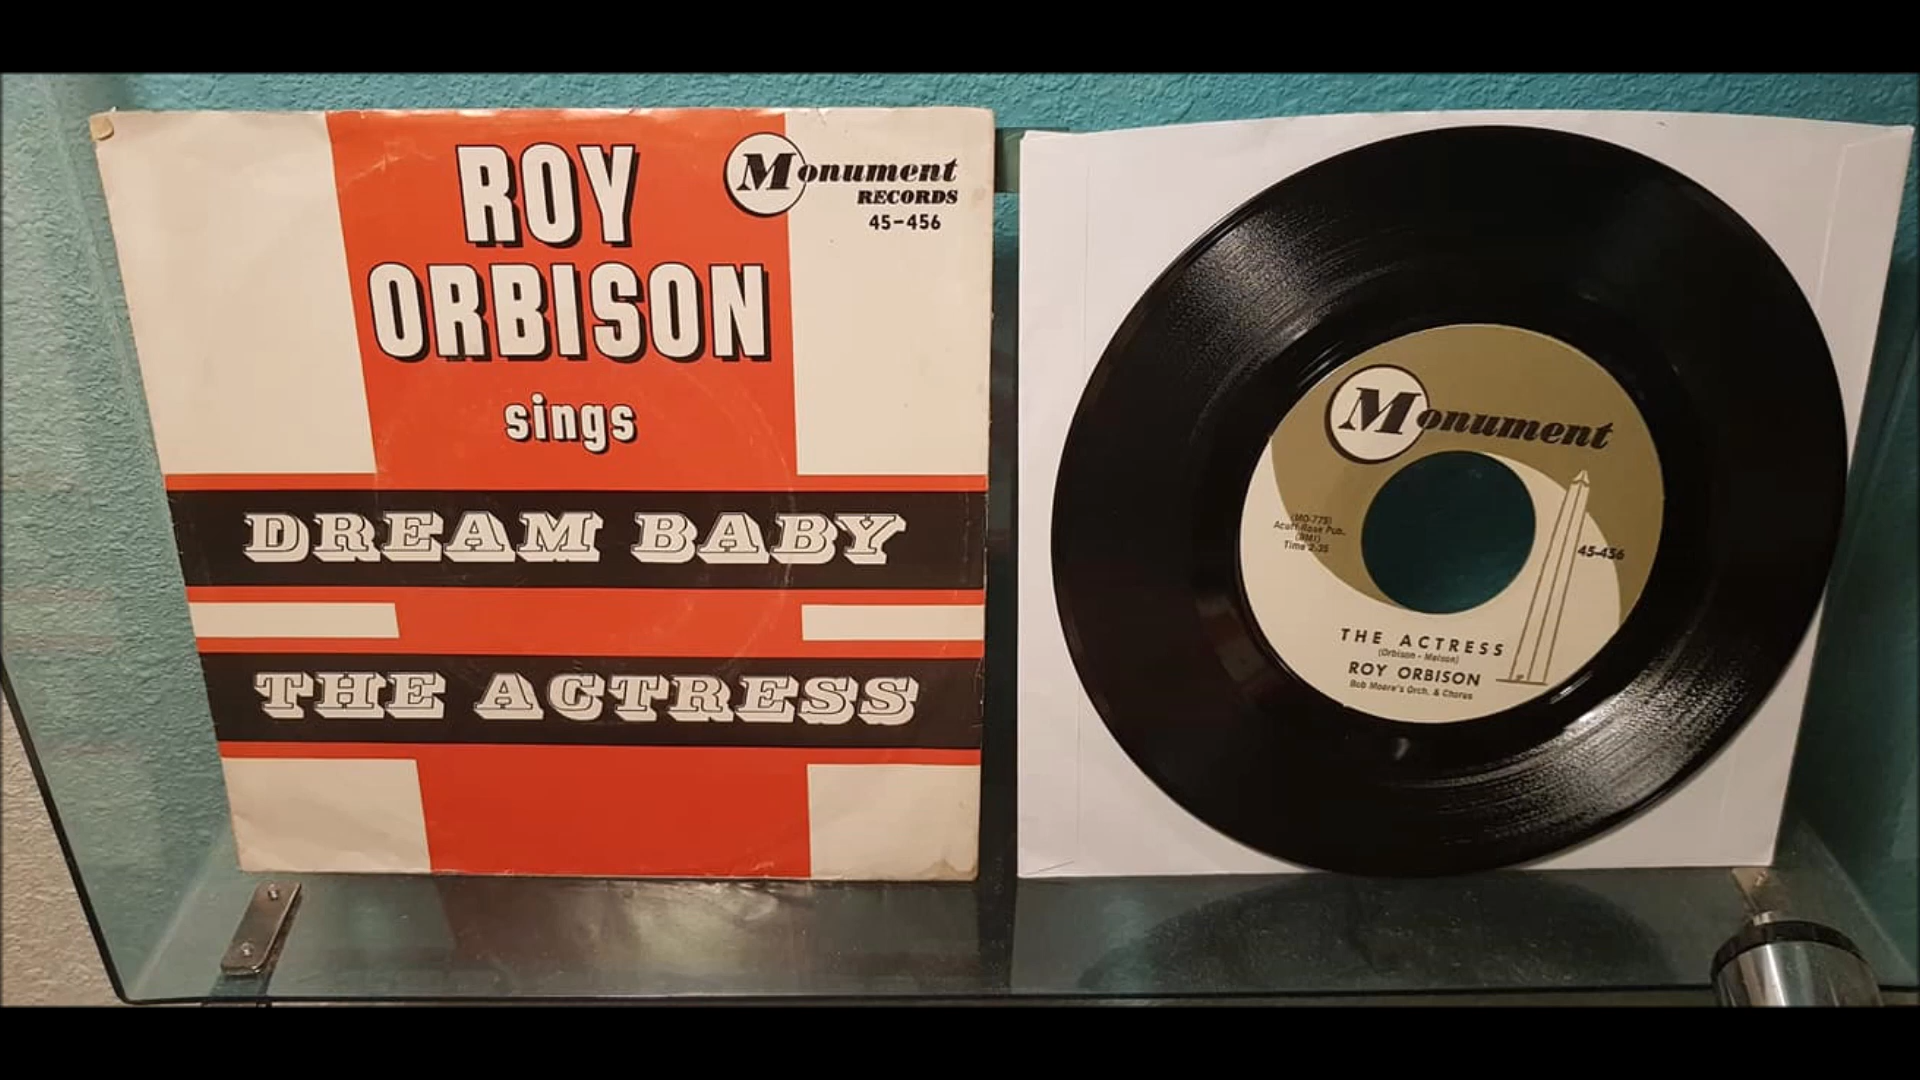 ROY
ORBISON
sings
DREAM BABY
THE ACTRESS
Monument
RECORDS
45-456
Monument
(MO-775)
Acuff-Rose Pub.
(BMI)
Time 2:35
45-456
THE ACTRESS
(Orbison - Melson)
ROY ORBISON
Bob Moore's Orch. & Chorus